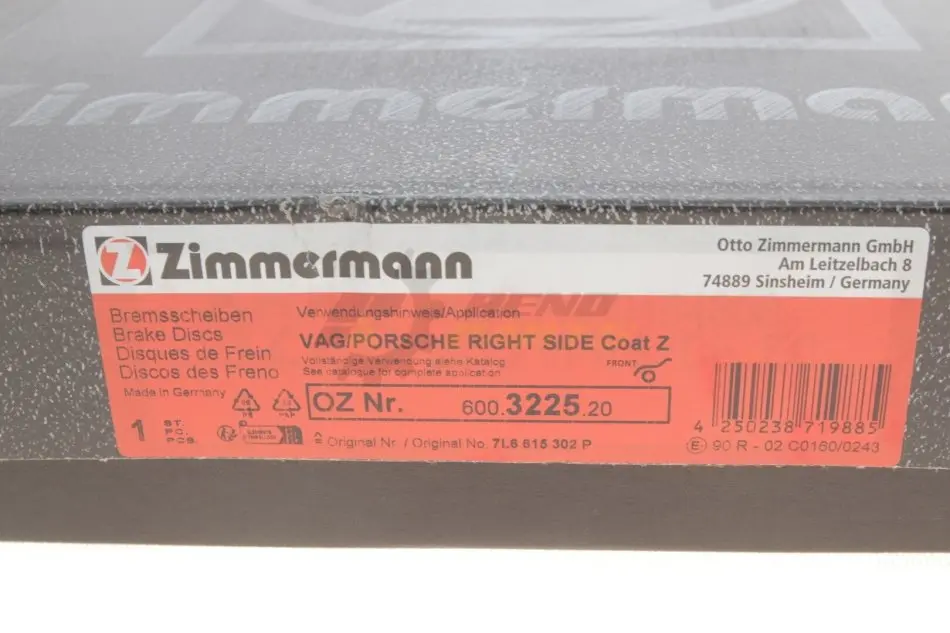 Zimmermann
Z Zimmermann
Otto Zimmermann GmbH
Am Leitzelbach 8
74889 Sinsheim / Germany
Bremsscheiben
Brake Discs
Disques de Frein
Discos des Freno
Made in Germany
1 ST. PC. PCS.
Verwendungshinweis/Application
VAG/PORSCHE RIGHT SIDE Coat Z
Vollständige Verwendung siehe Katalog
See catalogue for complete application
FRONT
OZ Nr. 600.3225.20
≙ Original Nr / Original No. 7L6 615 302 P
4 250238 719885
E 90 R - 02 C0160/0243